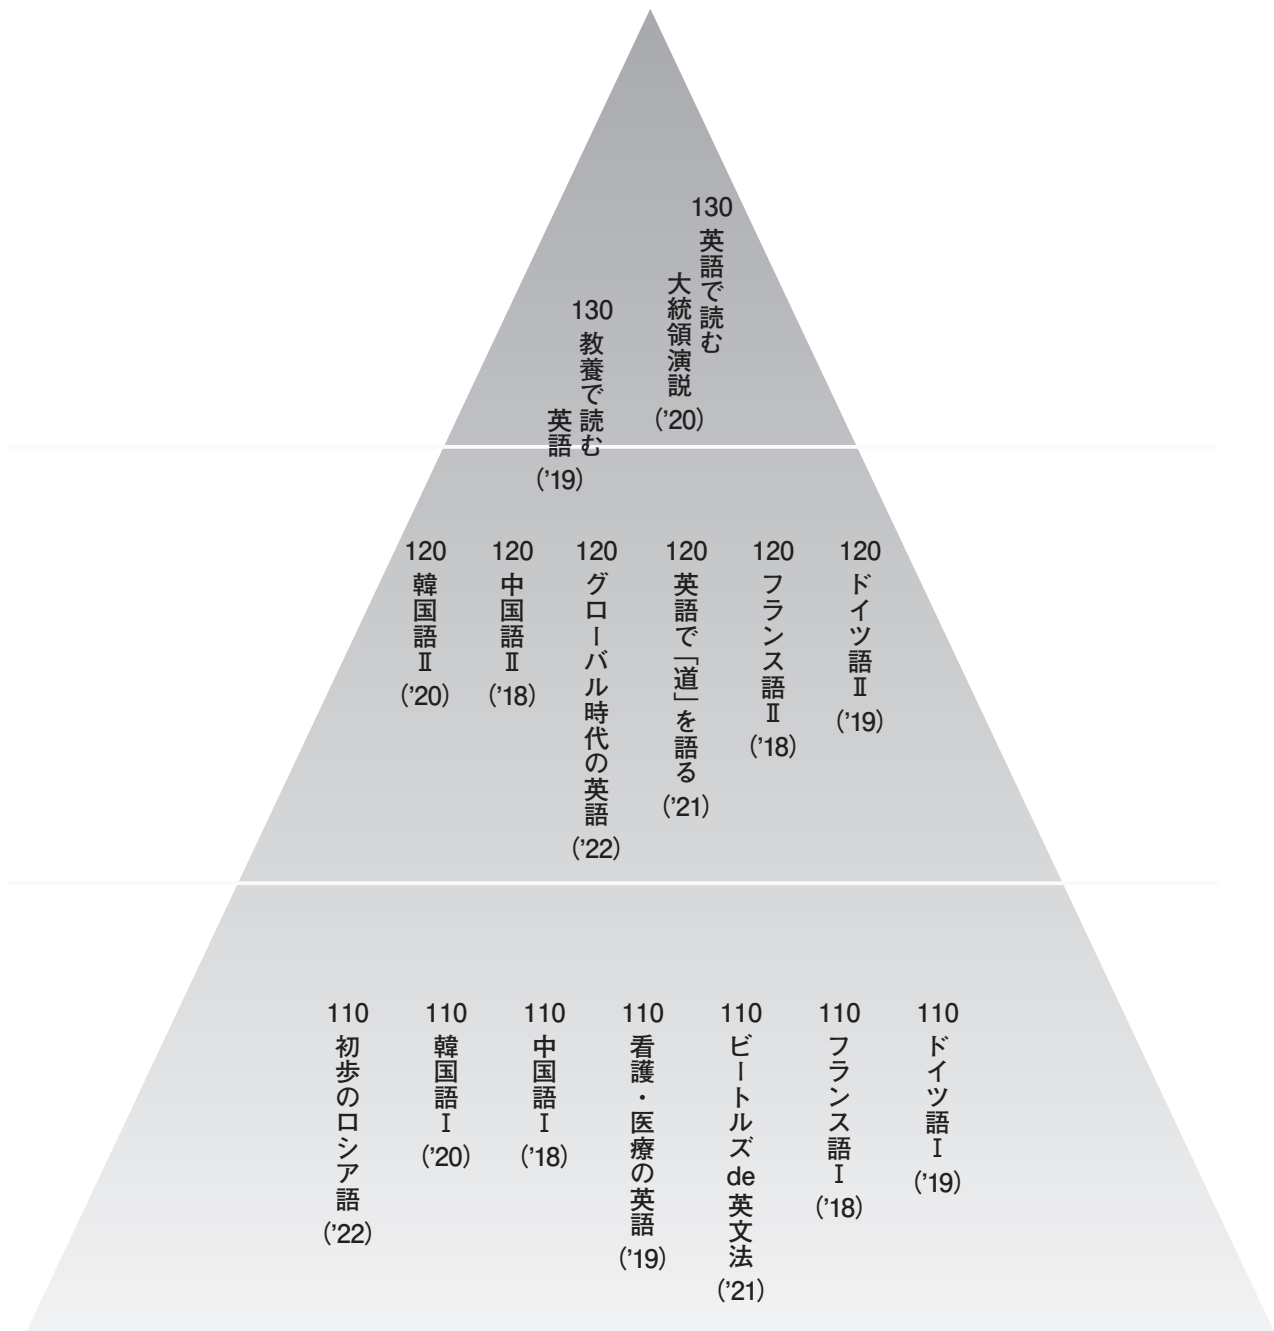 130
英語で読む
大統領演説
（’20）
130
教養で読む
英語
（’19）
120
ドイツ語Ⅱ
（’19）
120
フランス語Ⅱ
（’18）
120
英語で「道」を語る
（’21）
120
グローバル時代の英語
（’22）
120
中国語Ⅱ
（’18）
120
韓国語Ⅱ
（’20）
110
ドイツ語Ⅰ
（’19）
110
フランス語Ⅰ
（’18）
110
ビートルズde英文法
（’21）
110
看護・医療の英語
（’19）
110
中国語Ⅰ
（’18）
110
韓国語Ⅰ
（’20）
110
初歩のロシア語
（’22）